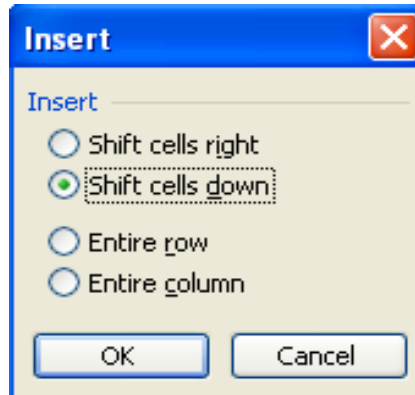 Insert
Insert
Shift cells right
Shift cells down
Entire row
Entire column
OK Cancel